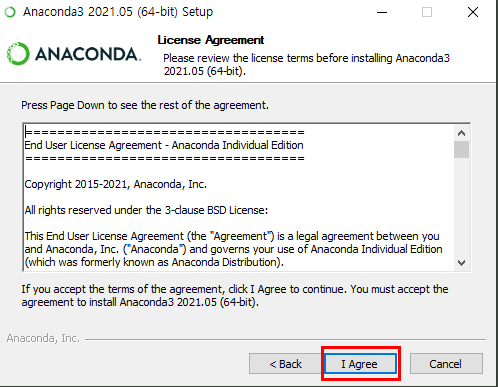 Anaconda3 2021.05 (64-bit) Setup
ANACONDA.
License Agreement
Please review the license terms before installing Anaconda3
2021.05 (64-bit).
Press Page Down to see the rest of the agreement.
===================================
End User License Agreement - Anaconda Individual Edition
===================================
Copyright 2015-2021, Anaconda, Inc.
All rights reserved under the 3-clause BSD License:
This End User License Agreement (the "Agreement") is a legal agreement between you
and Anaconda, Inc. ("Anaconda") and governs your use of Anaconda Individual Edition
(which was formerly known as Anaconda Distribution).
If you accept the terms of the agreement, click I Agree to continue. You must accept the
agreement to install Anaconda3 2021.05 (64-bit).
Anaconda, Inc.
< Back
I Agree
Cancel